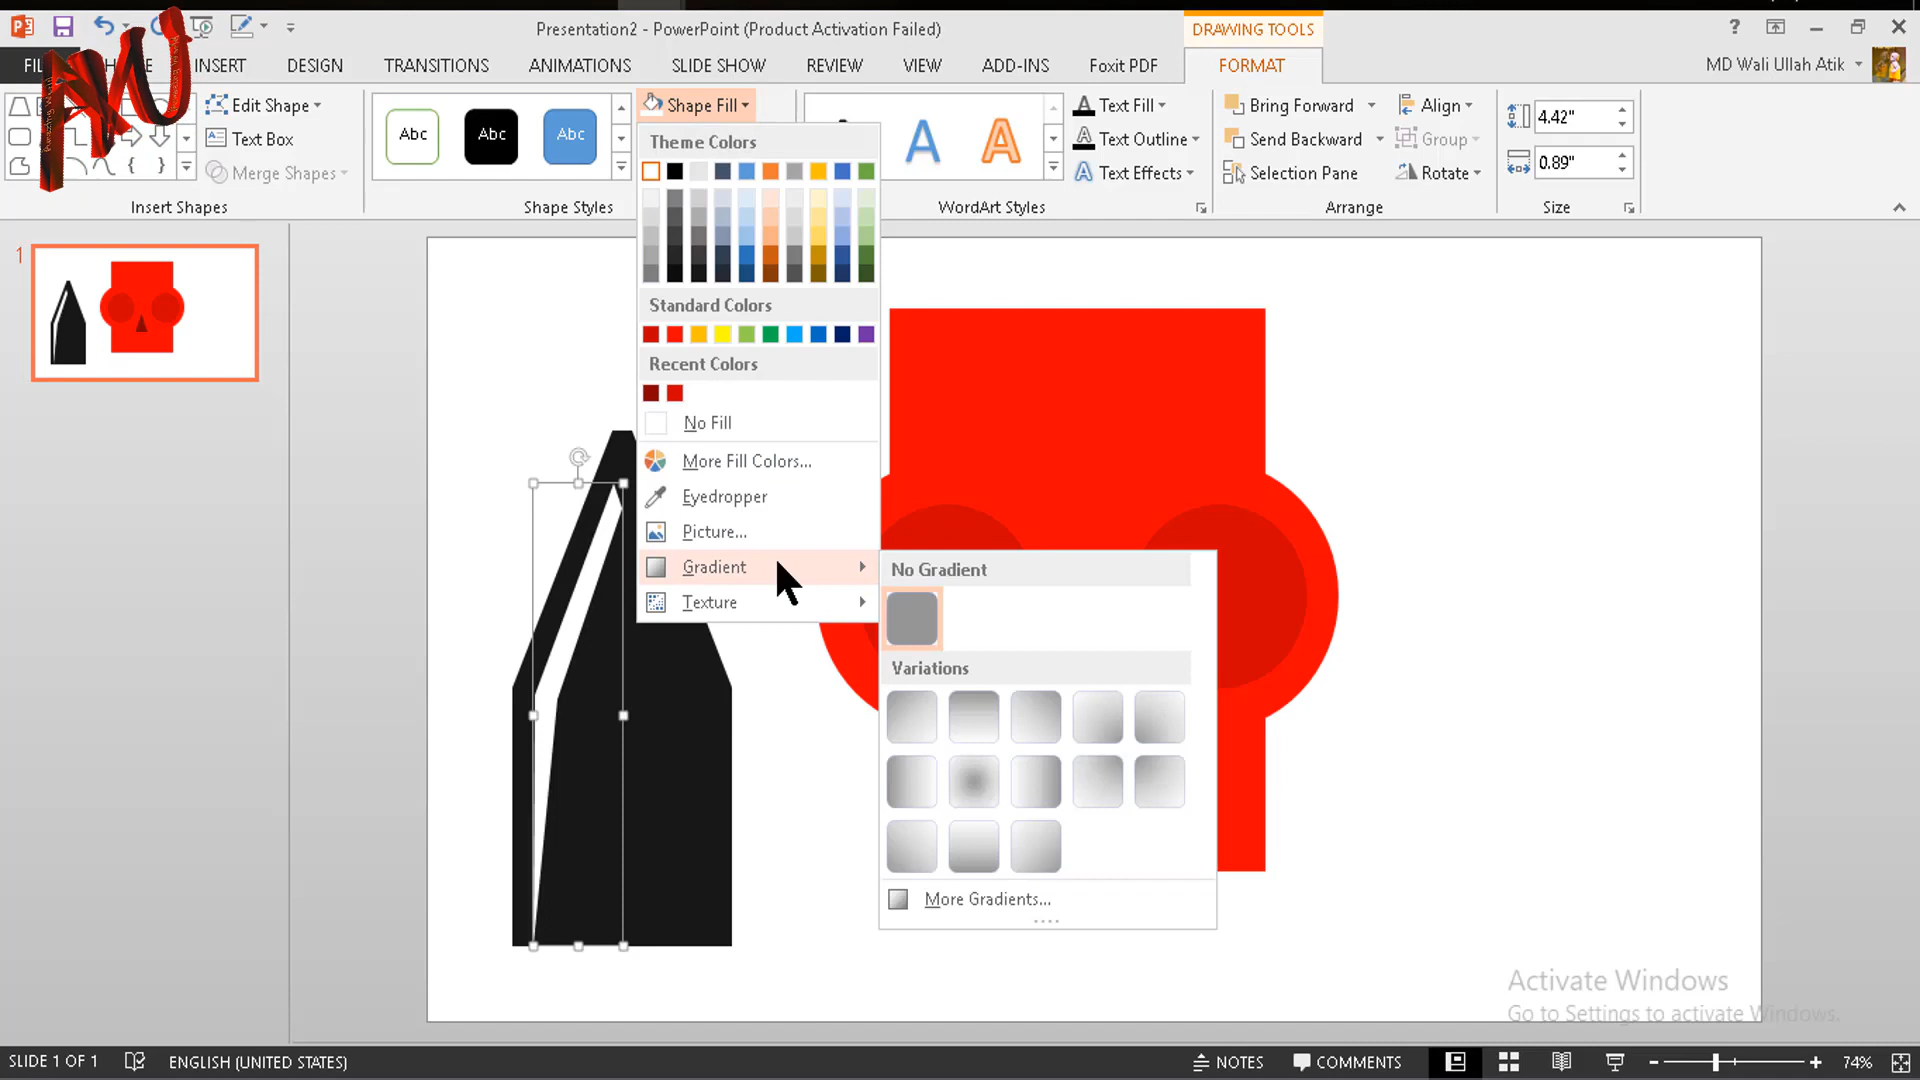 Presentation2 - PowerPoint (Product Activation Failed)
DRAWING TOOLS
?
INSERT
DESIGN
TRANSITIONS
ANIMATIONS
SLIDE SHOW
REVIEW
VIEW
ADD-INS
Foxit PDF
FORMAT
MD Wali Ullah Atik
Edit Shape
Text Box
Merge Shapes
Insert Shapes
Abc
Abc
Abc
Shape Styles
Shape Fill
Theme Colors
Standard Colors
Recent Colors
No Fill
More Fill Colors...
Eyedropper
Picture...
Gradient
Texture
A
A
Text Fill
Text Outline
Text Effects
WordArt Styles
Bring Forward
Send Backward
Selection Pane
Align
Group
Rotate
Arrange
4.42"
0.89"
Size
1
No Gradient
Variations
More Gradients...
Activate Windows
Go to Settings to activate Windows.
SLIDE 1 OF 1
ENGLISH (UNITED STATES)
NOTES
COMMENTS
74%